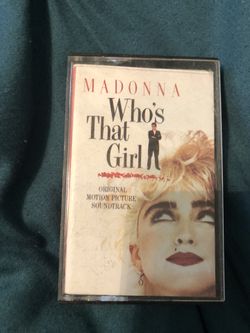 MADONNA
Who's
That
Girl
ORIGINAL
MOTION PICTURE
SOUNDTRACK